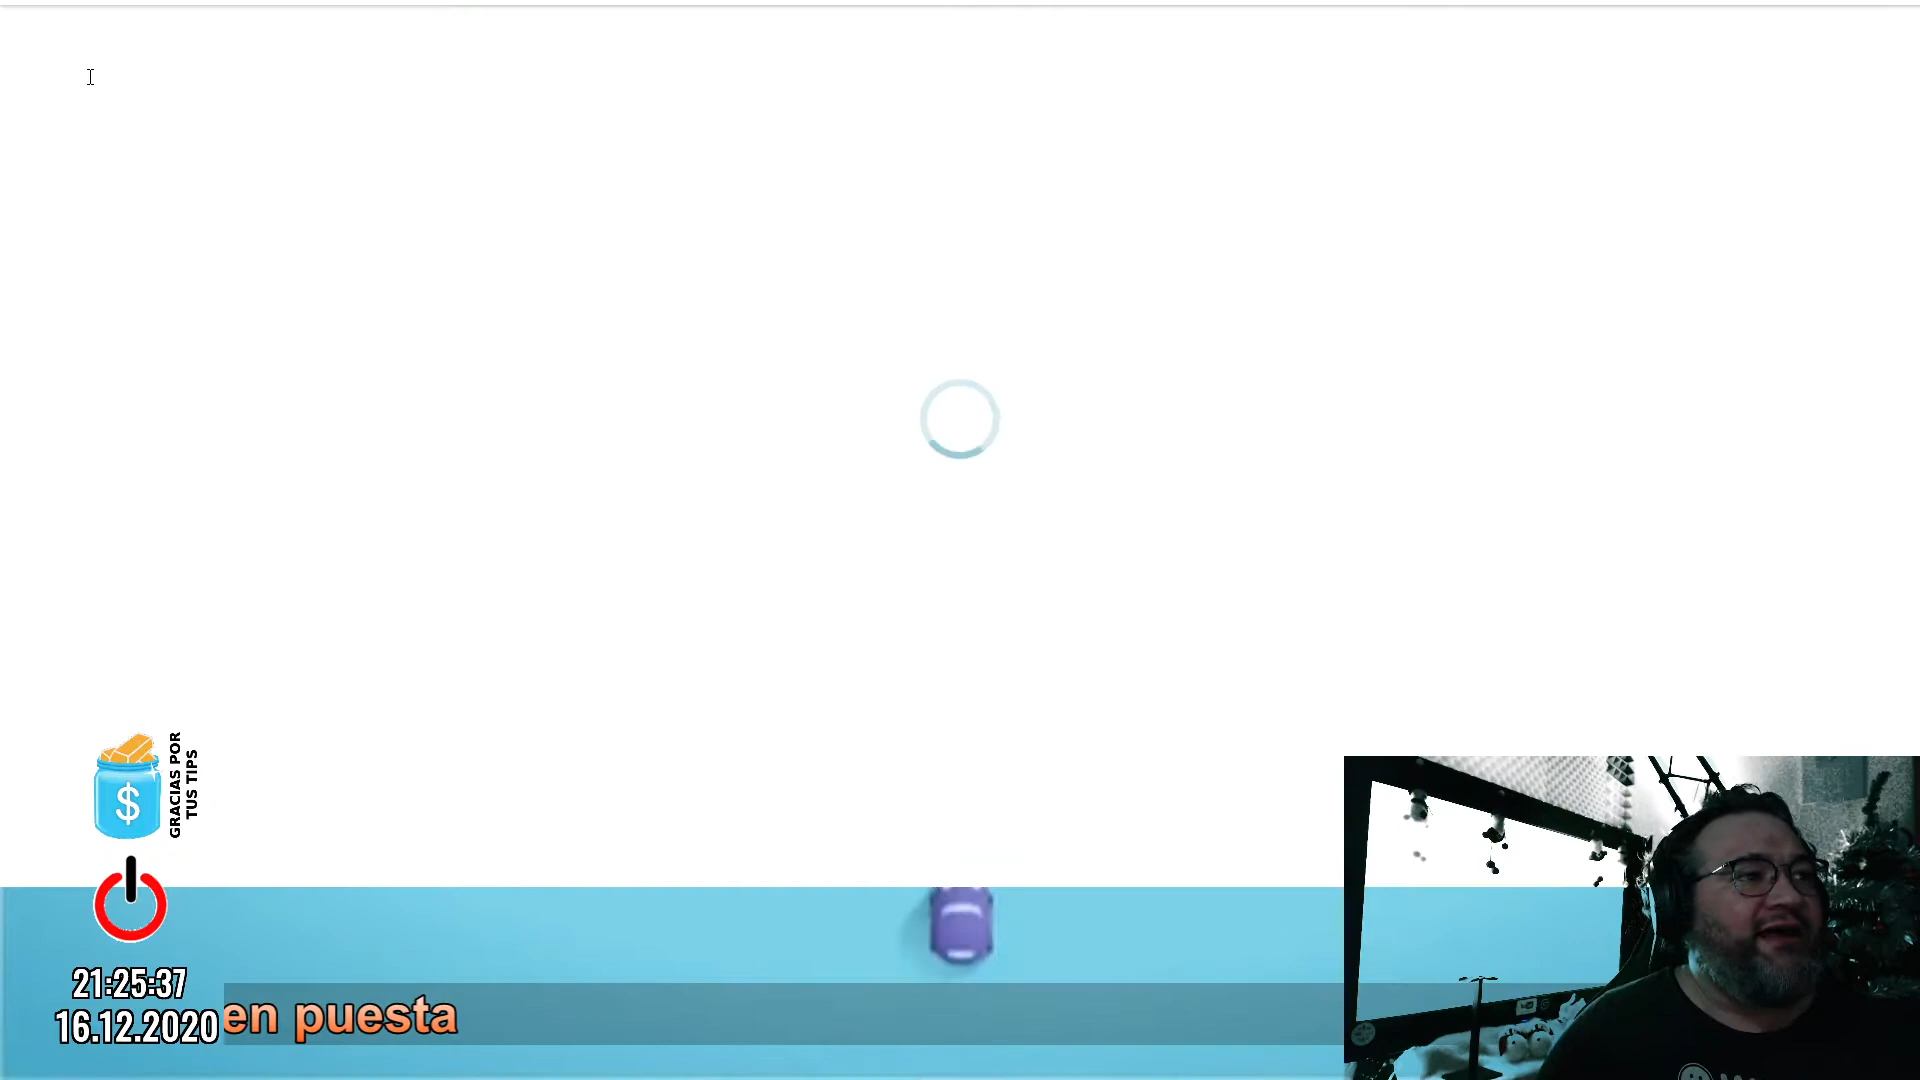 $
GRACIAS POR
TUS TIPS
21:25:37
16.12.2020
en puesta